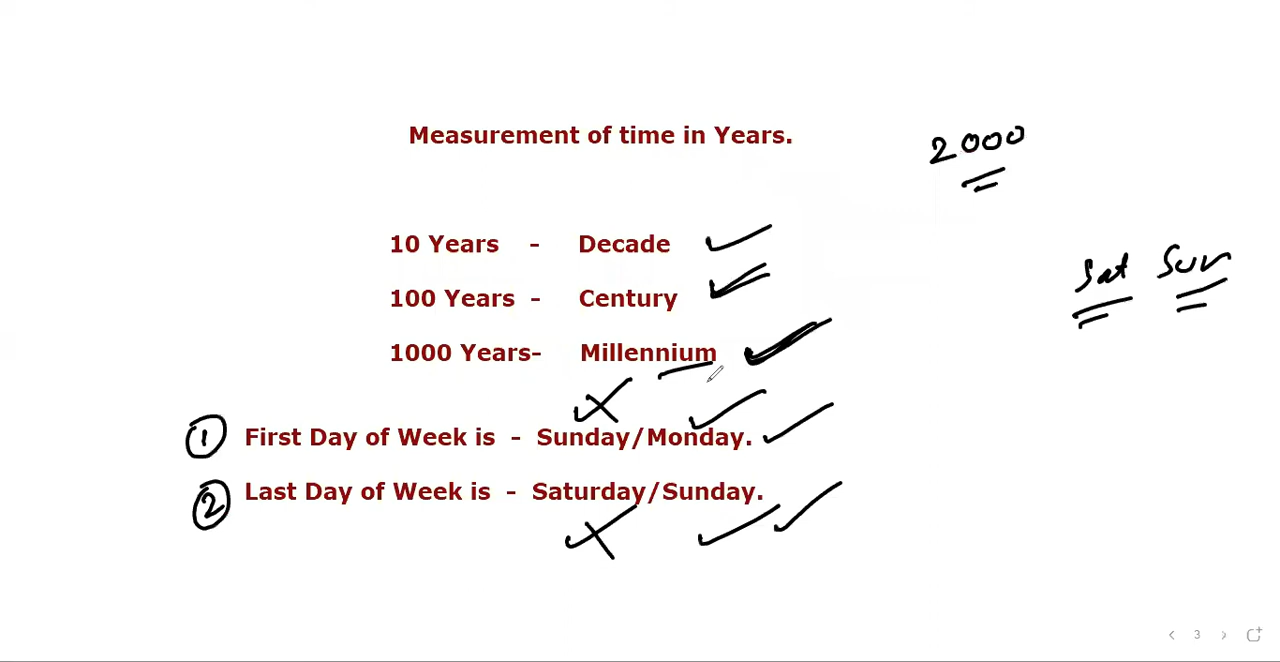 Measurement of time in Years.
2000
10 Years - Decade
Sat Sun
100 Years - Century
1000 Years- Millennium
1 First Day of Week is - Sunday/Monday.
2 Last Day of Week is - Saturday/Sunday.
3